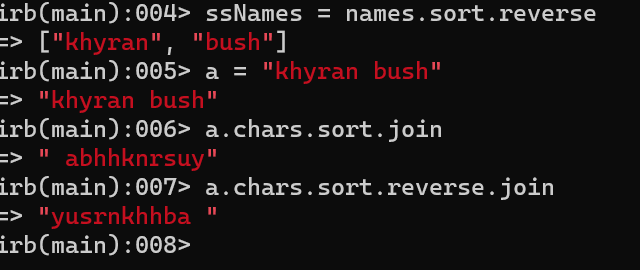 irb(main):004> ssNames = names.sort.reverse
=> ["khyran", "bush"]
irb(main):005> a = "khyran bush"
=> "khyran bush"
irb(main):006> a.chars.sort.join
=> " abhhknrsuy"
irb(main):007> a.chars.sort.reverse.join
=> "yusrnkhhba "
irb(main):008>